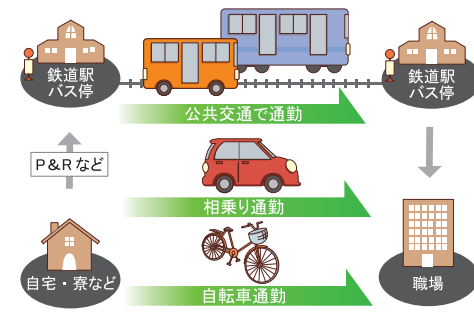 鉄道駅
バス停
鉄道駅
バス停
公共交通で通勤
P&Rなど
相乗り通勤
自宅・寮など
職場
自転車通勤